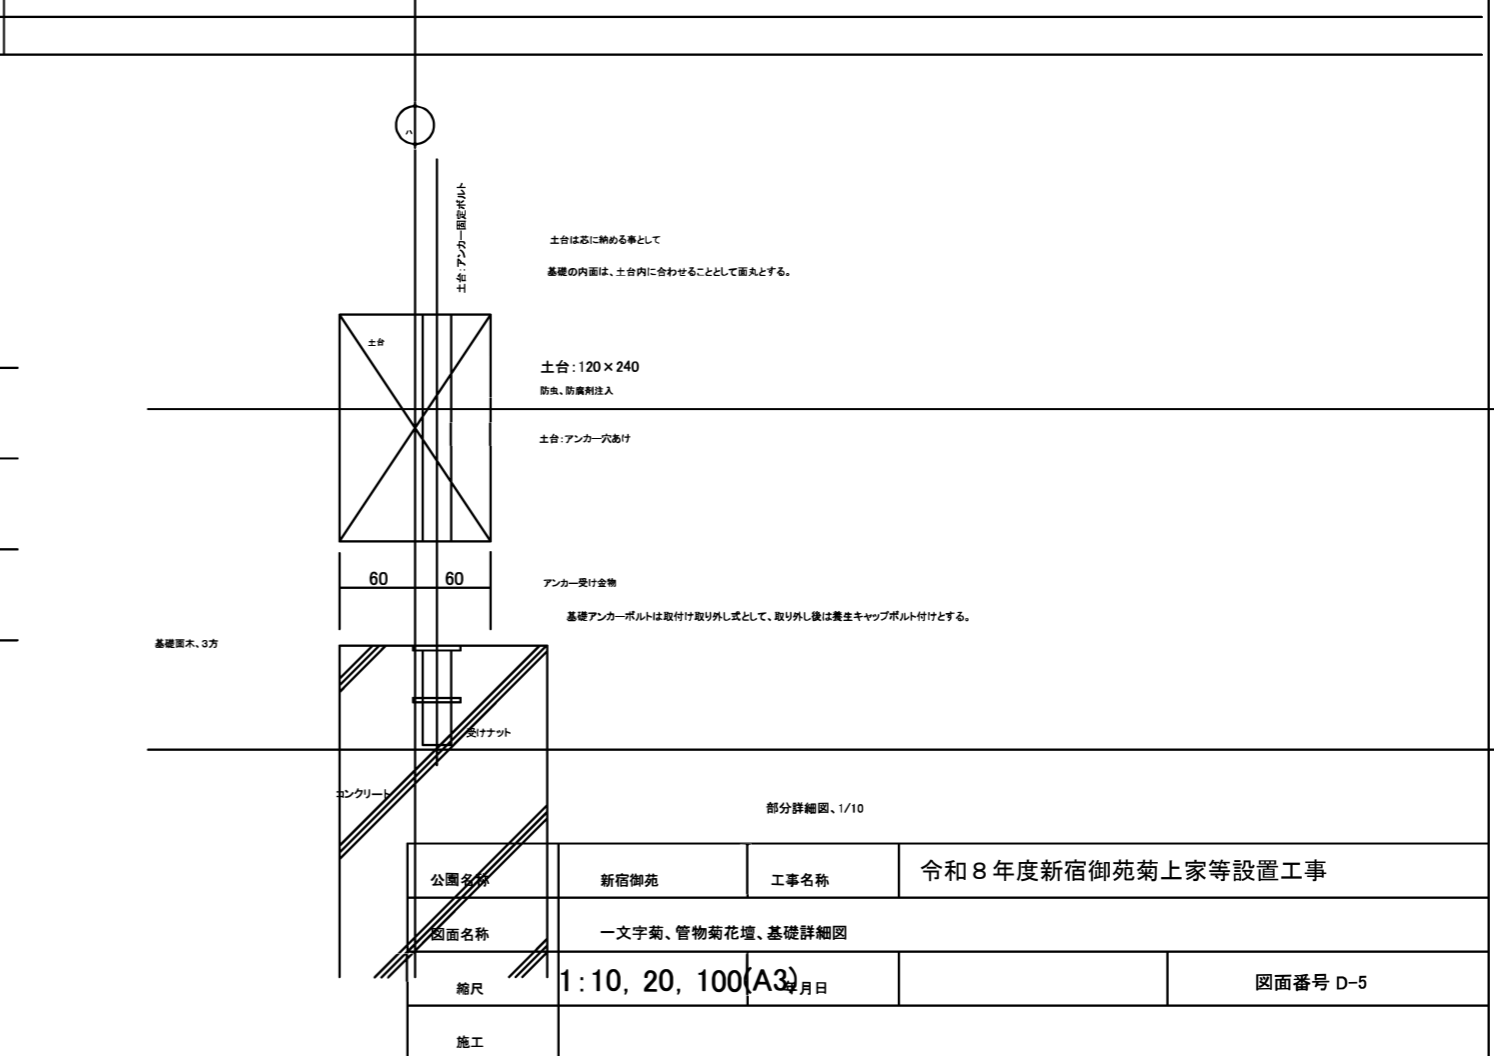 ハ
土台:アンカー固定ボルト
土台は芯に納める事として
基礎の内面は、土台内に合わせることとして面丸とする。
土台
土台:120×240
防虫、防腐剤注入
土台:アンカー穴あけ
60 60
アンカー受け金物
基礎アンカーボルトは取付け取り外し式として、取り外し後は養生キャップボルト付けとする。
基礎面木、3方
受けナット
コンクリート
部分詳細図、1/10
公園名称 新宿御苑 工事名称 令和8年度新宿御苑菊上家等設置工事
図面名称 一文字菊、管物菊花壇、基礎詳細図
縮尺 1:10, 20, 100(A3) 年月日 図面番号 D-5
施工